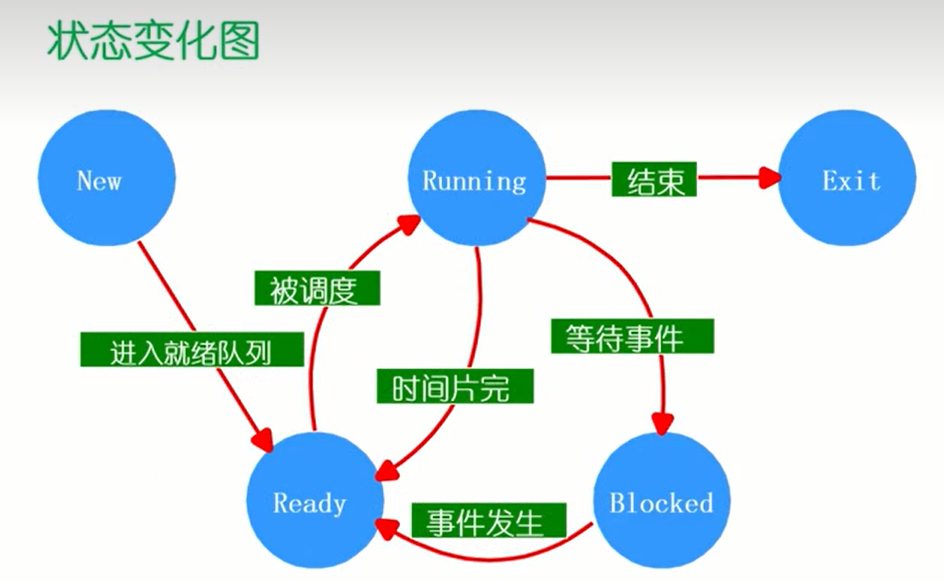 状态变化图
New
Running
结束
Exit
被调度
进入就绪队列
等待事件
时间片完
Ready
事件发生
Blocked